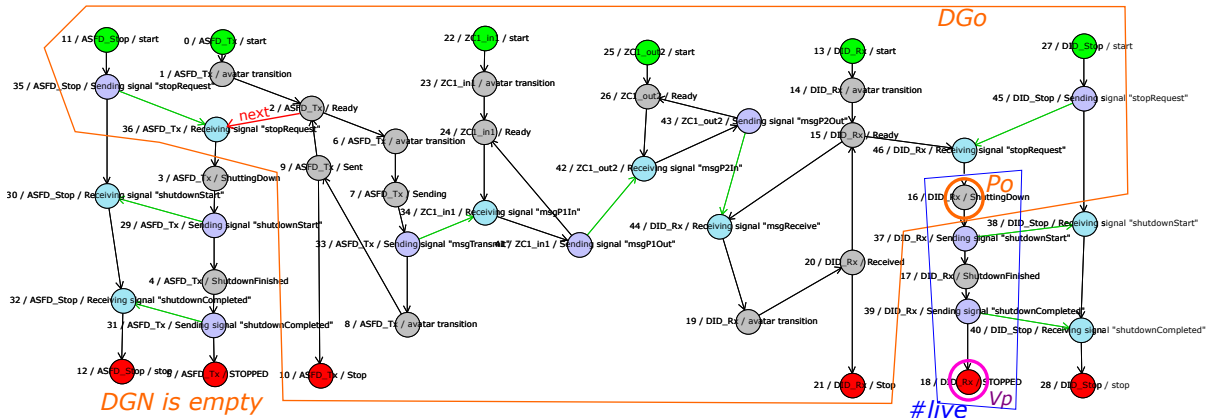 DGo
11 / ASFD_Stop / start
0 / ASFD_Tx / start
22 / ZC1_in1 / start
25 / ZC1_out2 / start
13 / DID_Rx / start
27 / DID_Stop / start
1 / ASFD_Tx / avatar transition
35 / ASFD_Stop / Sending signal "stopRequest"
23 / ZC1_in1 / avatar transition
26 / ZC1_out2 / Ready
14 / DID_Rx / avatar transition
45 / DID_Stop / Sending signal "stopRequest"
2 / ASFD_Tx / Ready
next
43 / ZC1_out2 / Sending signal "msgP2Out"
36 / ASFD_Tx / Receiving signal "stopRequest"
6 / ASFD_Tx / avatar transition
24 / ZC1_in1 / Ready
15 / DID_Rx / Ready
46 / DID_Rx / Receiving signal "stopRequest"
9 / ASFD_Tx / Sent
42 / ZC1_out2 / Receiving signal "msgP2In"
3 / ASFD_Tx / ShuttingDown
Po
30 / ASFD_Stop / Receiving signal "shutdownStart"
7 / ASFD_Tx / Sending
16 / DID_Rx / ShuttingDown
34 / ZC1_in1 / Receiving signal "msgP1In"
29 / ASFD_Tx / Sending signal "shutdownStart"
44 / DID_Rx / Receiving signal "msgReceive"
38 / DID_Stop / Receiving signal "shutdownStart"
33 / ASFD_Tx / Sending signal "msgTransmit"
41 / ZC1_in1 / Sending signal "msgP1Out"
37 / DID_Rx / Sending signal "shutdownStart"
4 / ASFD_Tx / ShutdownFinished
20 / DID_Rx / Received
17 / DID_Rx / ShutdownFinished
32 / ASFD_Stop / Receiving signal "shutdownCompleted"
31 / ASFD_Tx / Sending signal "shutdownCompleted"
8 / ASFD_Tx / avatar transition
19 / DID_Rx / avatar transition
39 / DID_Rx / Sending signal "shutdownCompleted"
40 / DID_Stop / Receiving signal "shutdownCompleted"
12 / ASFD_Stop / stop
5 / ASFD_Tx / STOPPED
10 / ASFD_Tx / Stop
21 / DID_Rx / Stop
18 / DID_Rx / STOPPED
28 / DID_Stop / stop
Vp
DGN is empty
#live